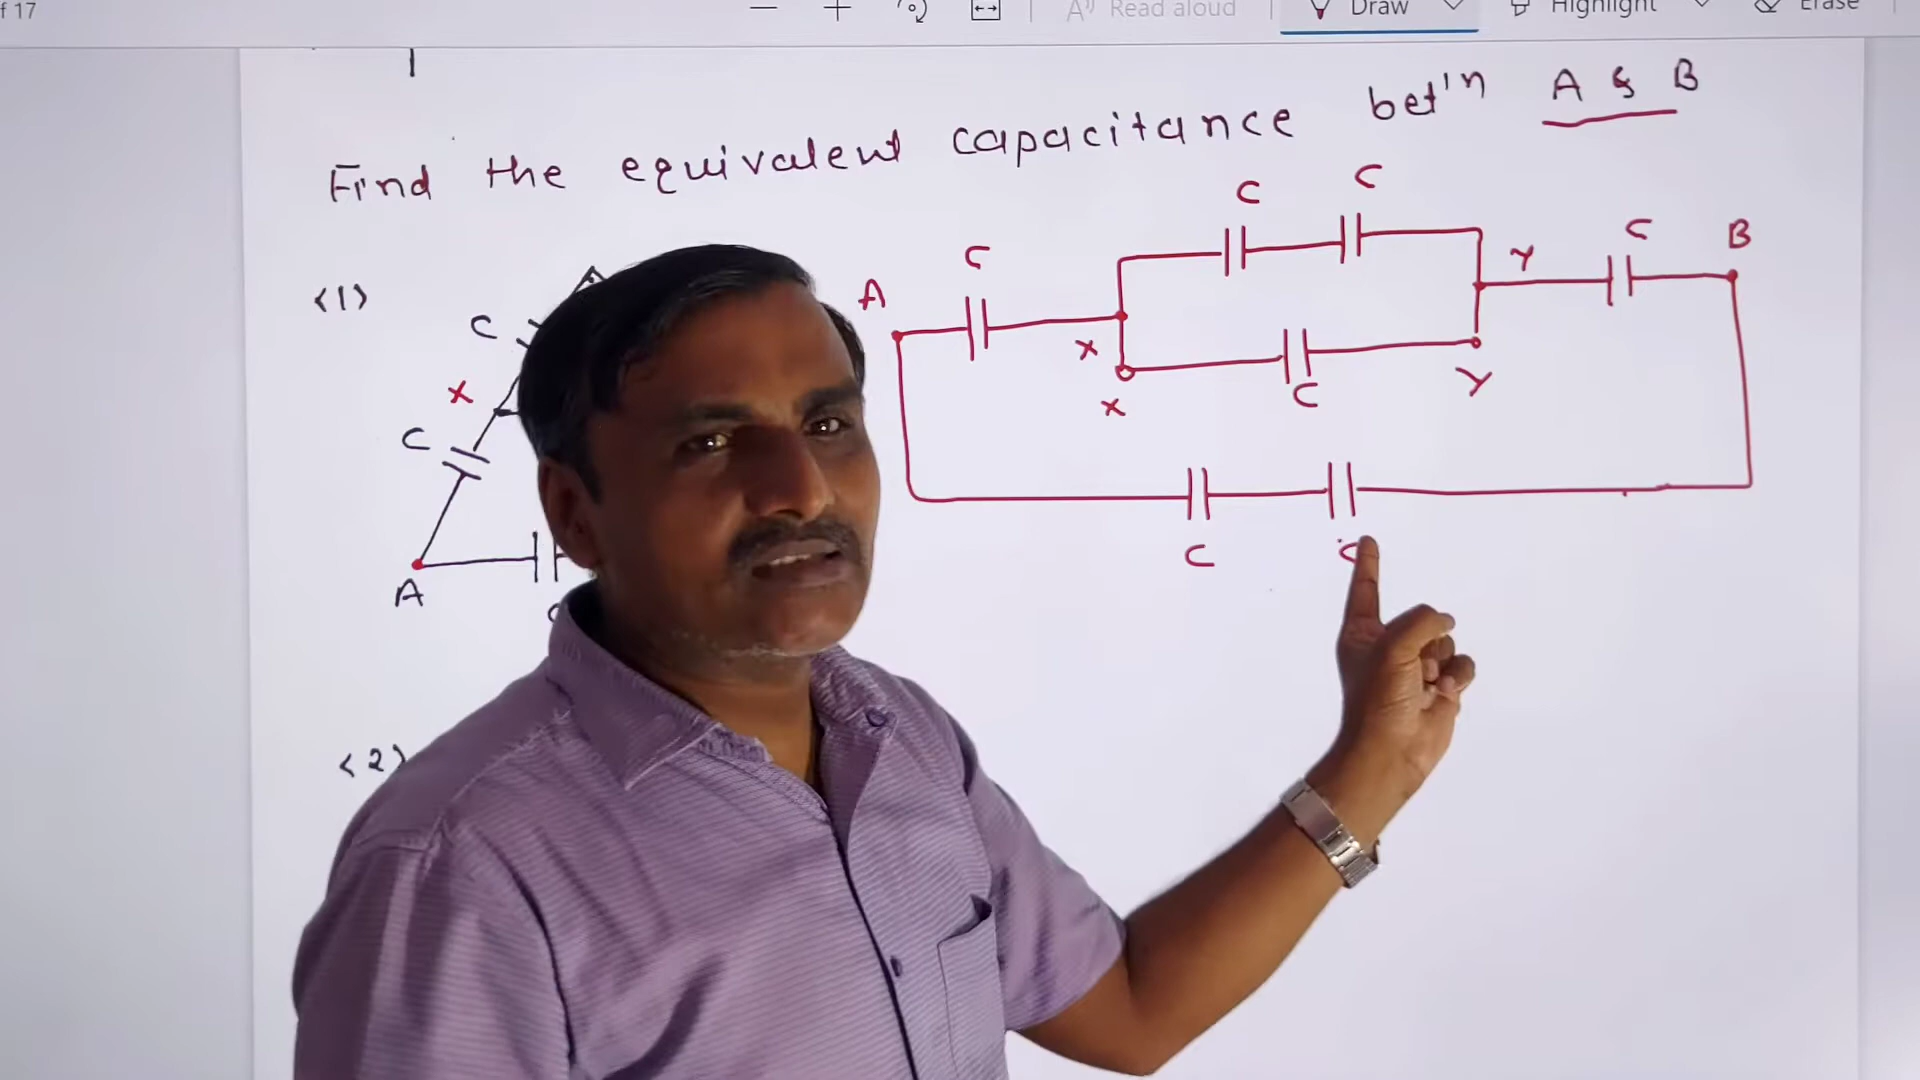 f 17
Read aloud
Draw
Highlight
Erase
Find the equivalent capacitance bet'n A & B
(1)
C
X
C
A
A
C
X
X
C
C
C
Y
Y
C
B
C
C
(2)